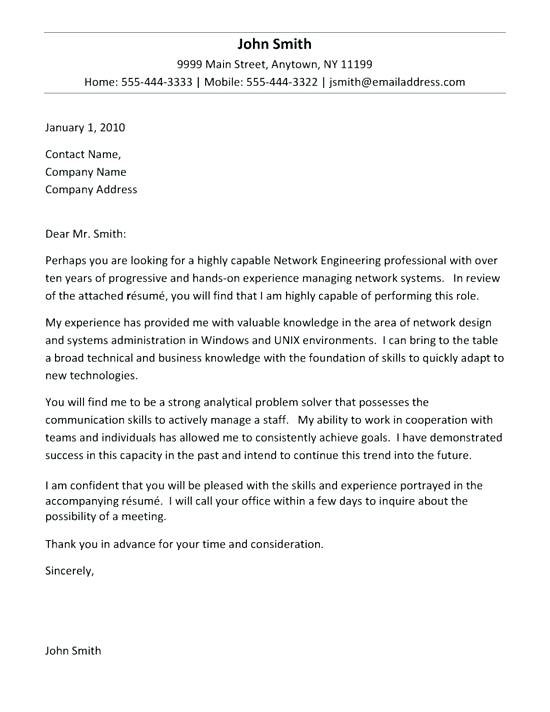 John Smith
9999 Main Street, Anytown, NY 11199
Home: 555-444-3333 | Mobile: 555-444-3322 | jsmith@emailaddress.com
January 1, 2010
Contact Name,
Company Name
Company Address
Dear Mr. Smith:
Perhaps you are looking for a highly capable Network Engineering professional with over
ten years of progressive and hands-on experience managing network systems.   In review
of the attached résumé, you will find that I am highly capable of performing this role.
My experience has provided me with valuable knowledge in the area of network design
and systems administration in Windows and UNIX environments.  I can bring to the table
a broad technical and business knowledge with the foundation of skills to quickly adapt to
new technologies.
You will find me to be a strong analytical problem solver that possesses the
communication skills to actively manage a staff.   My ability to work in cooperation with
teams and individuals has allowed me to consistently achieve goals.  I have demonstrated
success in this capacity in the past and intend to continue this trend into the future.
I am confident that you will be pleased with the skills and experience portrayed in the
accompanying résumé.  I will call your office within a few days to inquire about the
possibility of a meeting.
Thank you in advance for your time and consideration.
Sincerely,
John Smith